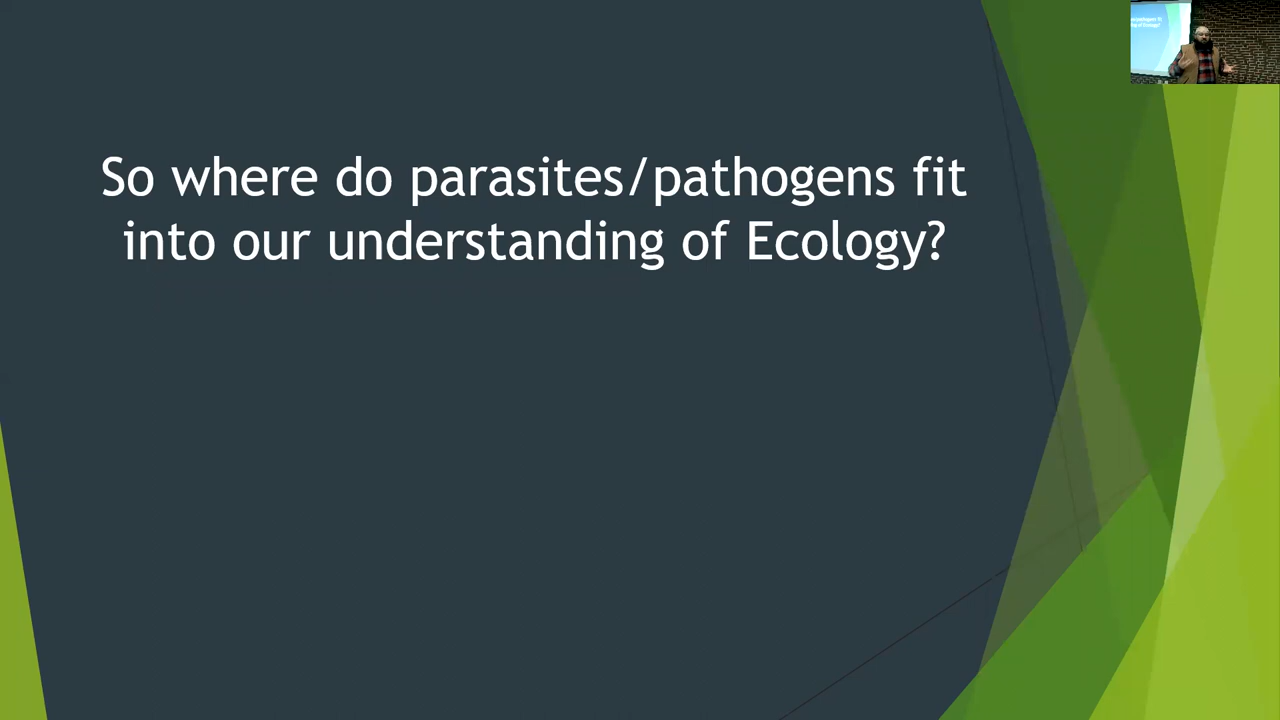 So where do parasites/pathogens fit
into our understanding of Ecology?